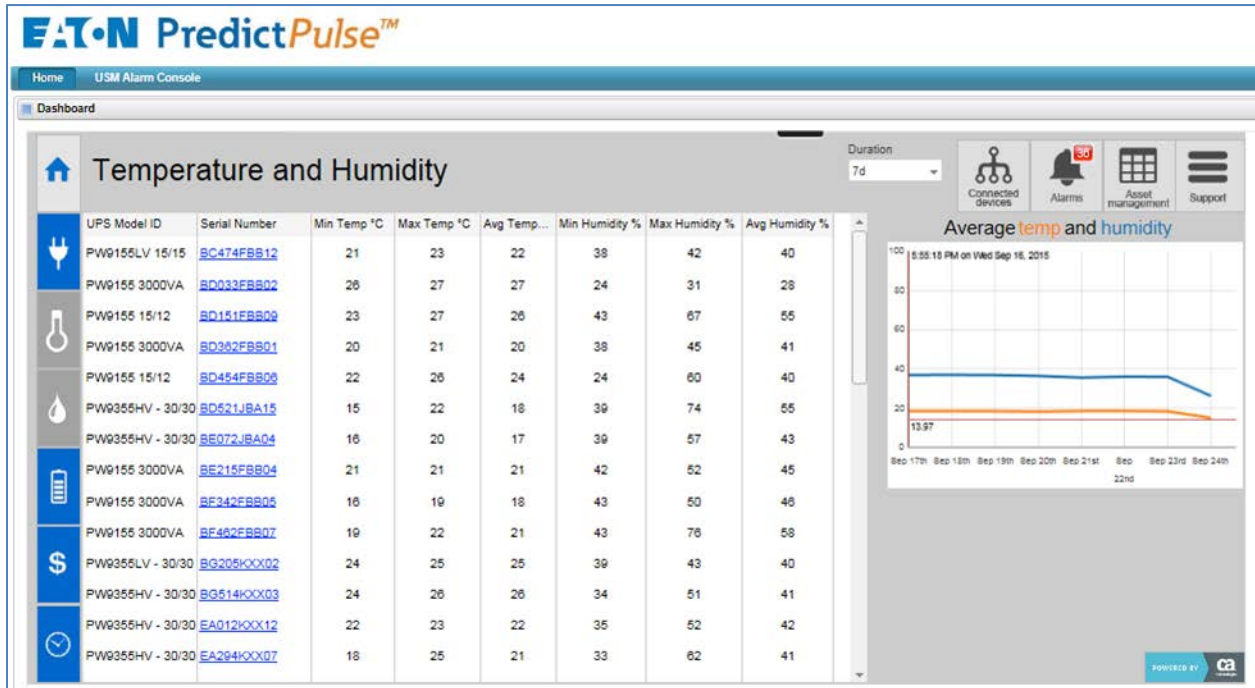 EATON PredictPulse™
Home USM Alarm Console
Dashboard
Temperature and Humidity
Duration
7d
36
Connected devices
Alarms
Asset management
Support
UPS Model ID Serial Number Min Temp °C Max Temp °C Avg Temp... Min Humidity % Max Humidity % Avg Humidity %
PW9155LV 15/15 BC474FBB12 21 23 22 38 42 40
PW9155 3000VA BD033FBB02 26 27 27 24 31 28
PW9155 15/12 BD151FBB09 23 27 26 43 67 55
PW9155 3000VA BD362FBB01 20 21 20 38 45 41
PW9155 15/12 BD454FBB06 22 26 24 24 60 40
PW9355HV - 30/30 BD521JBA15 15 22 18 39 74 55
PW9355HV - 30/30 BE072JBA04 16 20 17 39 57 43
PW9155 3000VA BE215FBB04 21 21 21 42 52 45
PW9155 3000VA BF342FBB05 16 19 18 43 50 46
PW9155 3000VA BF462FBB07 19 22 21 43 76 58
PW9355LV - 30/30 BG205KXX02 24 25 25 39 43 40
PW9355HV - 30/30 BG514KXX03 24 26 26 34 51 41
PW9355HV - 30/30 EA012KXX12 22 23 22 35 52 42
PW9355HV - 30/30 EA294KXX07 18 25 21 33 62 41
Average temp and humidity
5:55:18 PM on Wed Sep 16, 2015
100
80
60
40
20
13.97
0
Sep 17th Sep 18th Sep 19th Sep 20th Sep 21st Sep 22nd Sep 23rd Sep 24th
$
POWERED BY ca